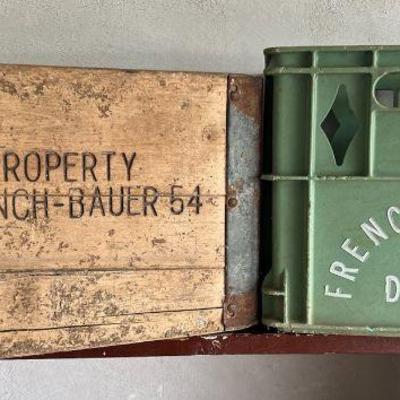 ROPERTY
NCH-BAUER 54
FRENC
D